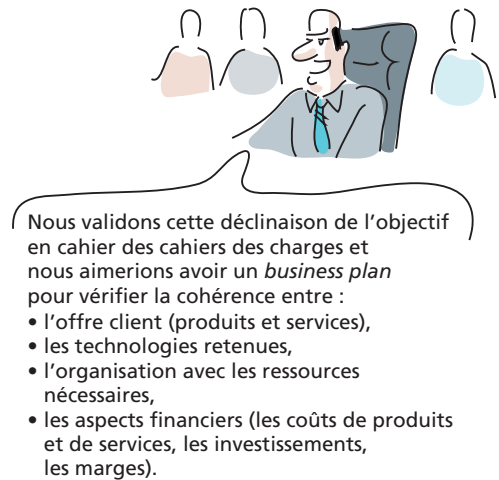 Nous validons cette déclinaison de l'objectif
en cahier des cahiers des charges et
nous aimerions avoir un business plan
pour vérifier la cohérence entre :
• l'offre client (produits et services),
• les technologies retenues,
• l'organisation avec les ressources
nécessaires,
• les aspects financiers (les coûts de produits
et de services, les investissements,
les marges).